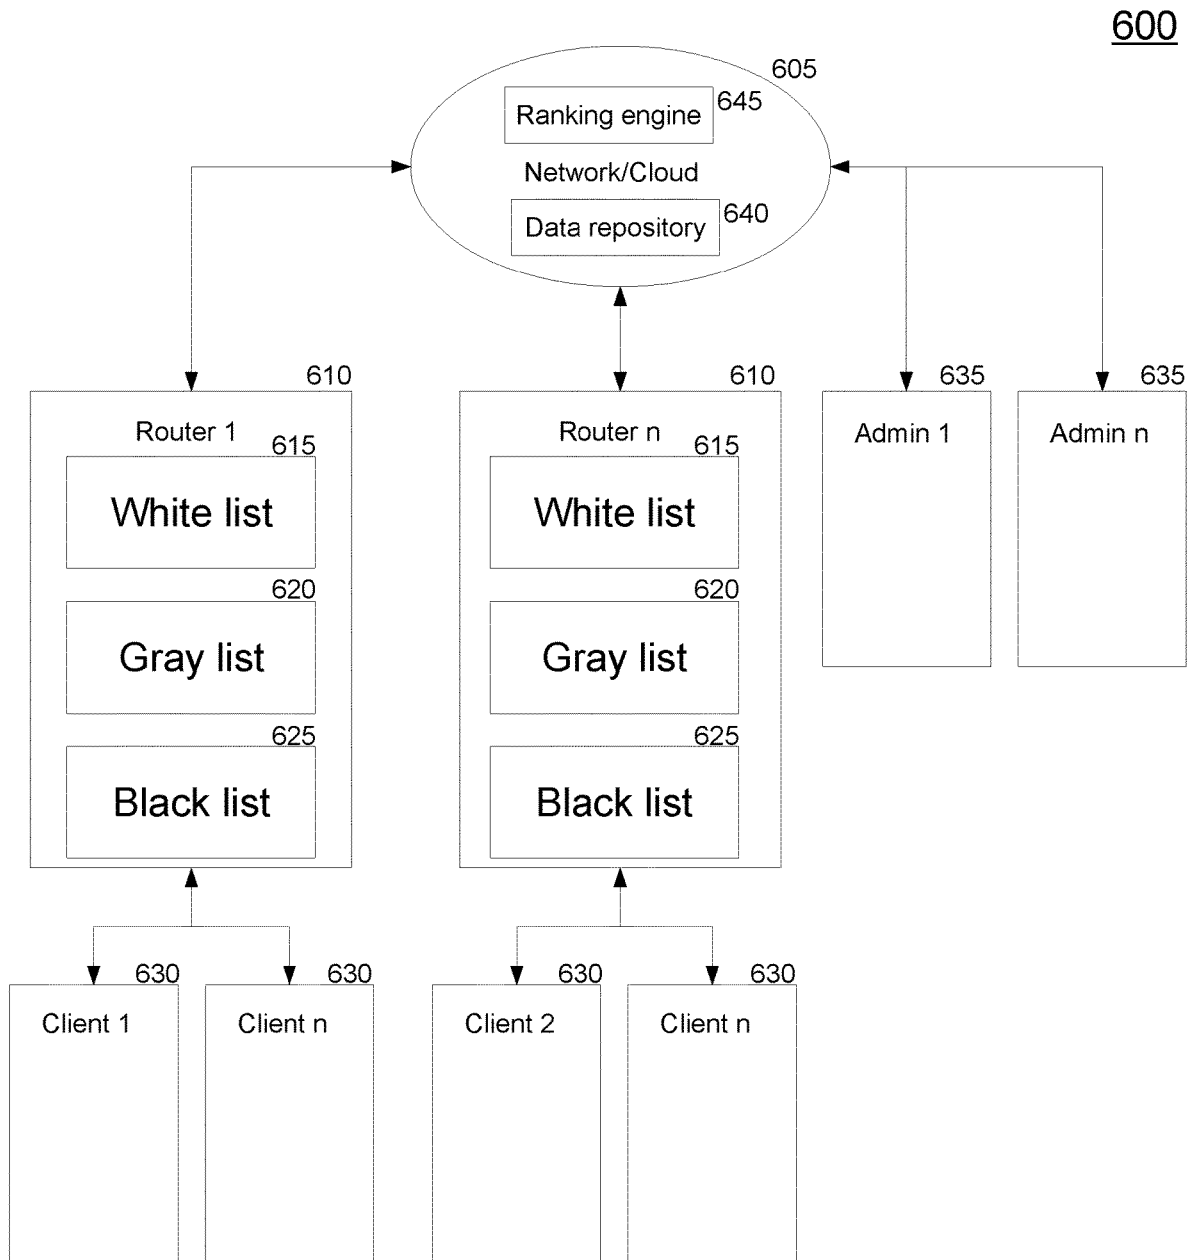 600
605
Ranking engine 645
Network/Cloud
Data repository 640
610 610 635 635
Router 1 Router n Admin 1 Admin n
615 615
White list White list
620 620
Gray list Gray list
625 625
Black list Black list
630 630 630 630
Client 1 Client n Client 2 Client n